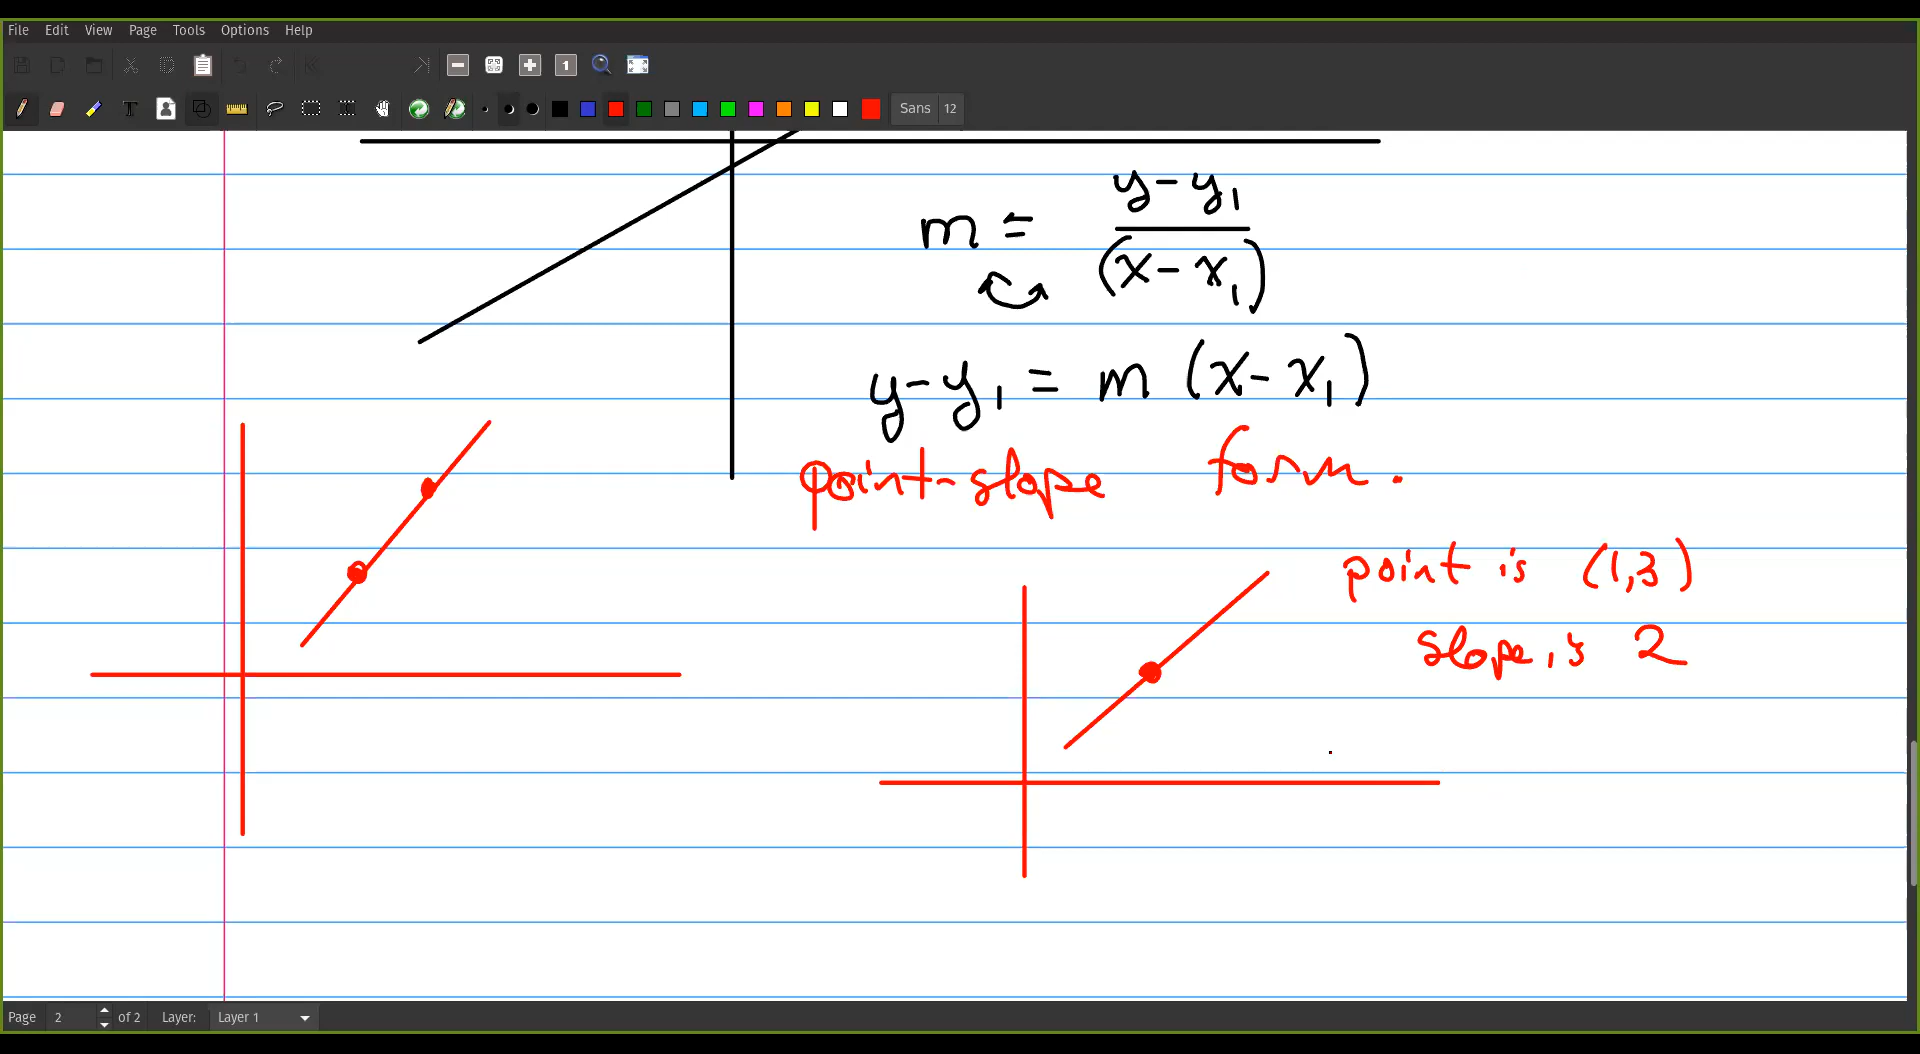 File Edit View Page Tools Options Help
Sans 12
m = y - y₁ / (x - x₁)
y - y₁ = m (x - x₁)
point-slope form.
point is (1,3)
slope is 2
Page 2 of 2 Layer: Layer 1